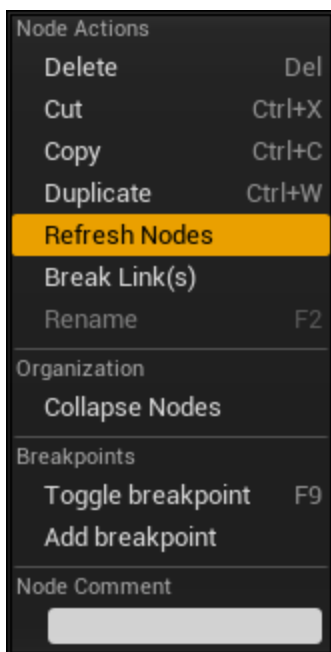 Node Actions
Delete Del
Cut Ctrl+X
Copy Ctrl+C
Duplicate Ctrl+W
Refresh Nodes
Break Link(s)
Rename F2
Organization
Collapse Nodes
Breakpoints
Toggle breakpoint F9
Add breakpoint
Node Comment